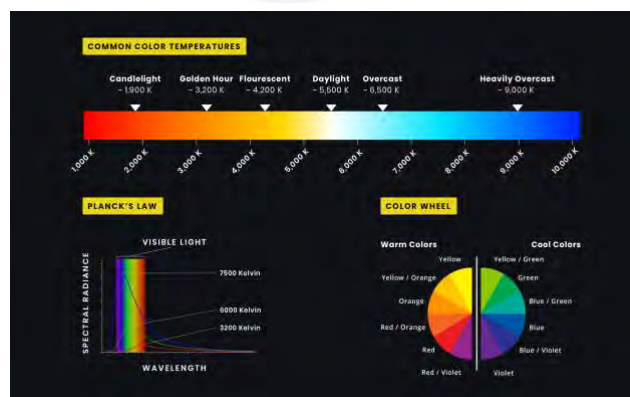 COMMON COLOR TEMPERATURES
Candlelight
~ 1,900 K
Golden Hour
~ 3,200 K
Flourescent
~ 4,200 K
Daylight
~ 5,500 K
Overcast
~ 6,500 K
Heavily Overcast
~ 9,000 K
1,000 K
2,000 K
3,000 K
4,000 K
5,000 K
6,000 K
7,000 K
8,000 K
9,000 K
10,000 K
PLANCK'S LAW
VISIBLE LIGHT
SPECTRAL RADIANCE
7500 Kelvin
6000 Kelvin
3200 Kelvin
WAVELENGTH
COLOR WHEEL
Warm Colors
Cool Colors
Yellow
Yellow / Green
Yellow / Orange
Green
Orange
Blue / Green
Red / Orange
Blue
Red
Blue / Violet
Red / Violet
Violet